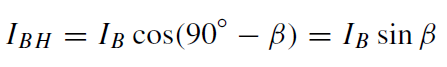 I_{BH} = I_B cos(90° − β) = I_B sin β